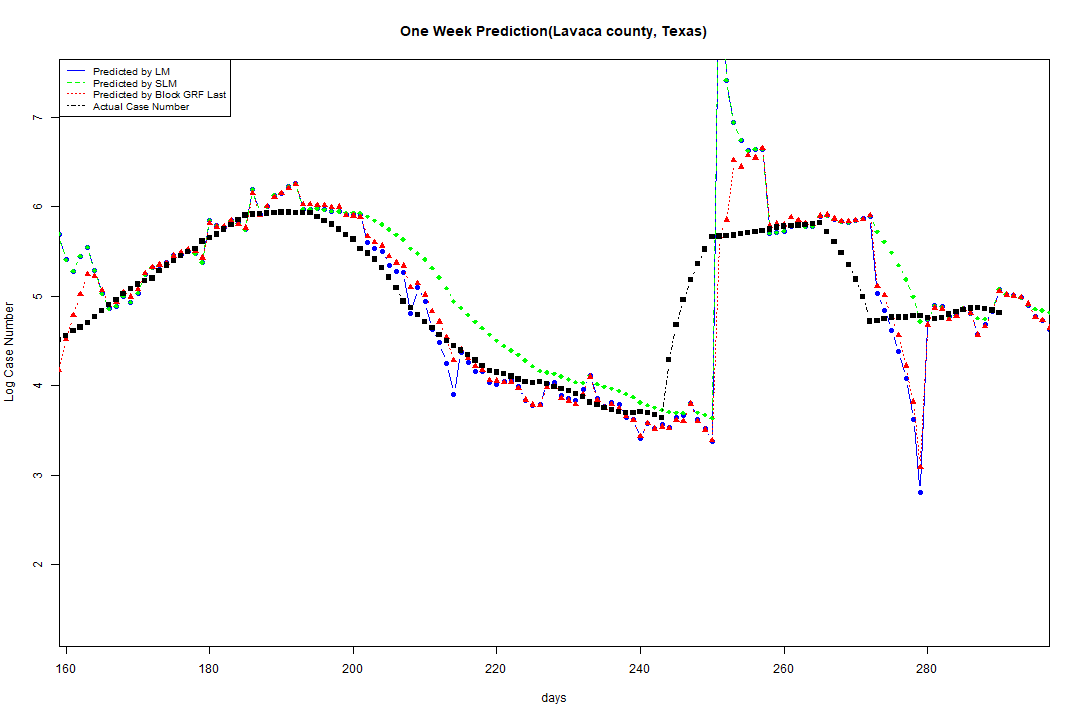 One Week Prediction(Lavaca county, Texas)
Predicted by LM
Predicted by SLM
Predicted by Block GRF Last
Actual Case Number
Log Case Number
7
6
5
4
3
2
160 180 200 220 240 260 280
days